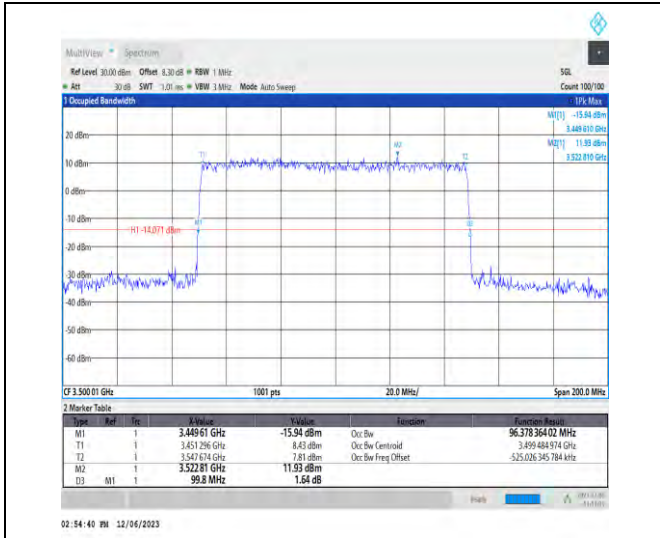 MultiView Spectrum
Ref Level 30.00 dBm Offset 8.30 dB RBW 1 MHz SGL
Att 30 dB SWT 1.01 ms VBW 3 MHz Mode Auto Sweep Count 100/100
1 Occupied Bandwidth 1Pk Max
M1[1] -15.94 dBm
3.449 610 GHz
M2[1] 11.93 dBm
3.522 810 GHz
20 dBm
M2
T1 T2
10 dBm
0 dBm
-10 dBm
M1
H1 -14.071 dBm
-20 dBm
-30 dBm
-40 dBm
-50 dBm
-60 dBm
CF 3.500 01 GHz 1001 pts 20.0 MHz/ Span 200.0 MHz
2 Marker Table
Type Ref Trc X-Value Y-Value Function Function Result
M1 1 3.449 61 GHz -15.94 dBm Occ Bw 96.378 364 02 MHz
T1 1 3.451 296 GHz 8.43 dBm Occ Bw Centroid 3.499 484 974 GHz
T2 1 3.547 674 GHz 7.81 dBm Occ Bw Freq Offset -525.026 345 784 kHz
M2 1 3.522 81 GHz 11.93 dBm
D3 M1 1 99.8 MHz 1.64 dB
02:54:40 PM 12/06/2023